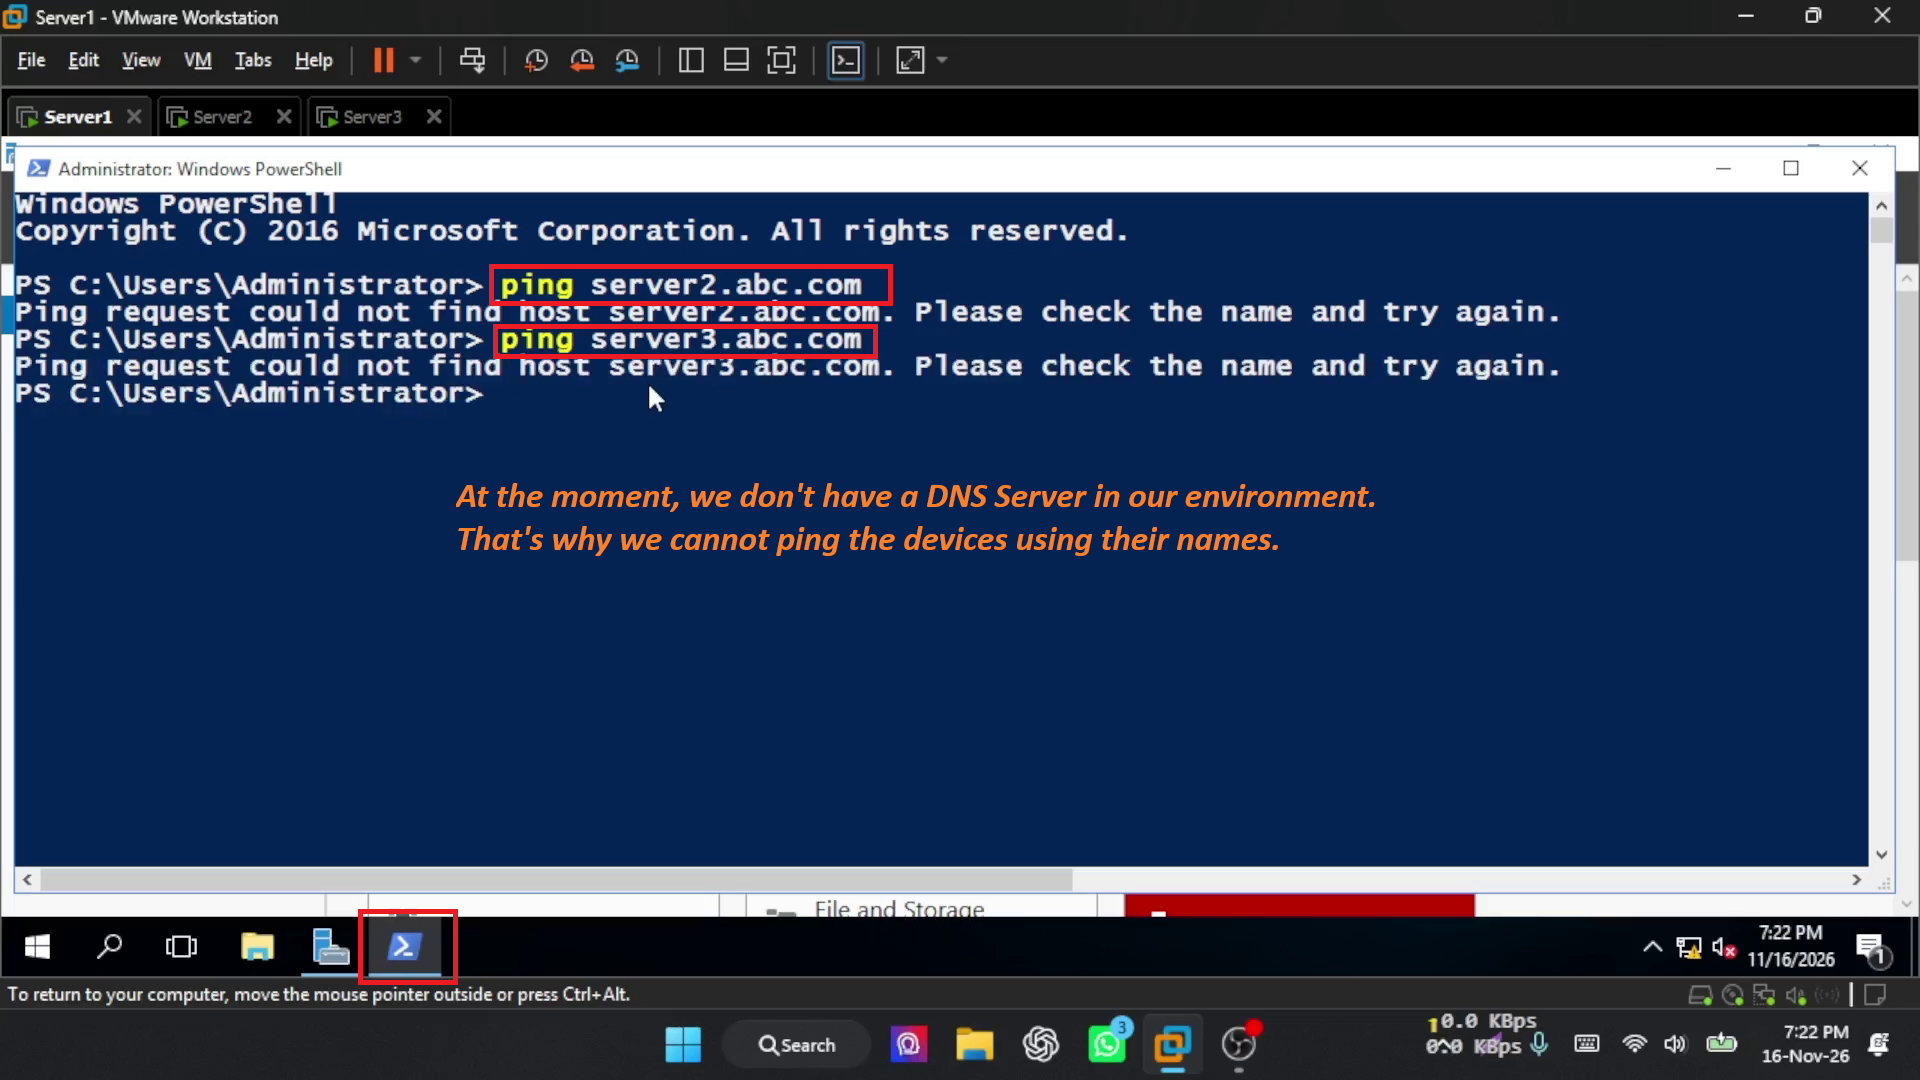 Server1 - VMware Workstation
File Edit View VM Tabs Help
Server1 Server2 Server3
Administrator: Windows PowerShell
Windows PowerShell
Copyright (C) 2016 Microsoft Corporation. All rights reserved.
PS C:\Users\Administrator> ping server2.abc.com
Ping request could not find host server2.abc.com. Please check the name and try again.
PS C:\Users\Administrator> ping server3.abc.com
Ping request could not find host server3.abc.com. Please check the name and try again.
PS C:\Users\Administrator>
At the moment, we don't have a DNS Server in our environment.
That's why we cannot ping the devices using their names.
File and Storage
7:22 PM
11/16/2026
1
To return to your computer, move the mouse pointer outside or press Ctrl+Alt.
Search
3
0.0 KBps
0.0 KBps
7:22 PM
16-Nov-26